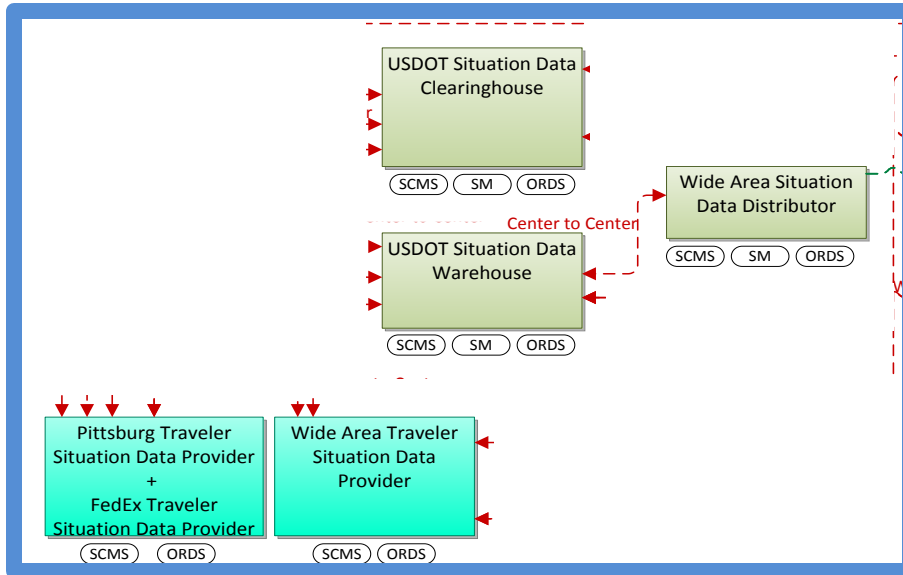 USDOT Situation Data
Clearinghouse
SCMS SM ORDS
Wide Area Situation
Data Distributor
SCMS SM ORDS
Center to Center
USDOT Situation Data
Warehouse
SCMS SM ORDS
Pittsburg Traveler
Situation Data Provider
+
FedEx Traveler
Situation Data Provider
SCMS ORDS
Wide Area Traveler
Situation Data
Provider
SCMS ORDS